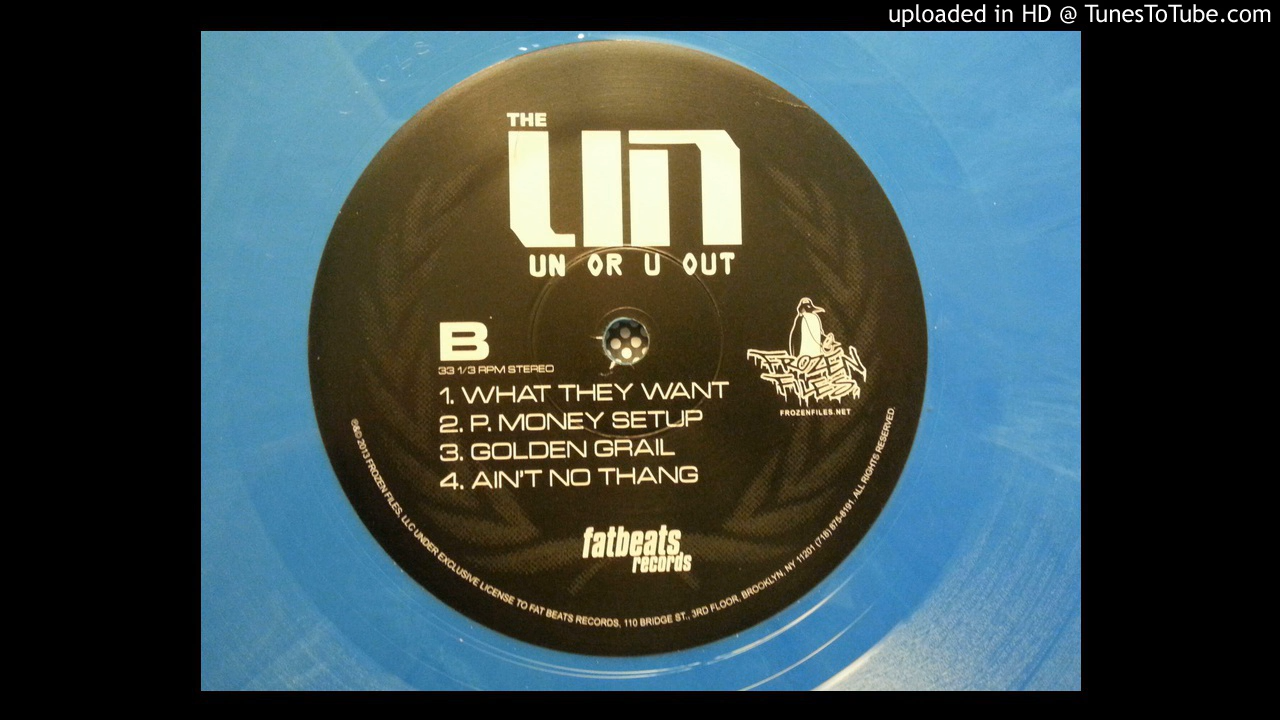 uploaded in HD @ TunesToTube.com
THE
UN
UN OR U OUT
B
33 1/3 RPM STEREO
1. WHAT THEY WANT
2. P. MONEY SETUP
3. GOLDEN GRAIL
4. AIN'T NO THANG
FROZEN
FILES
FROZENFILES.NET
fatbeats
records
℗&© 2013 FROZEN FILES, LLC UNDER EXCLUSIVE LICENSE TO FAT BEATS RECORDS, 110 BRIDGE ST., 3RD FLOOR, BROOKLYN, NY 11201 (718) 875-8191. ALL RIGHTS RESERVED.